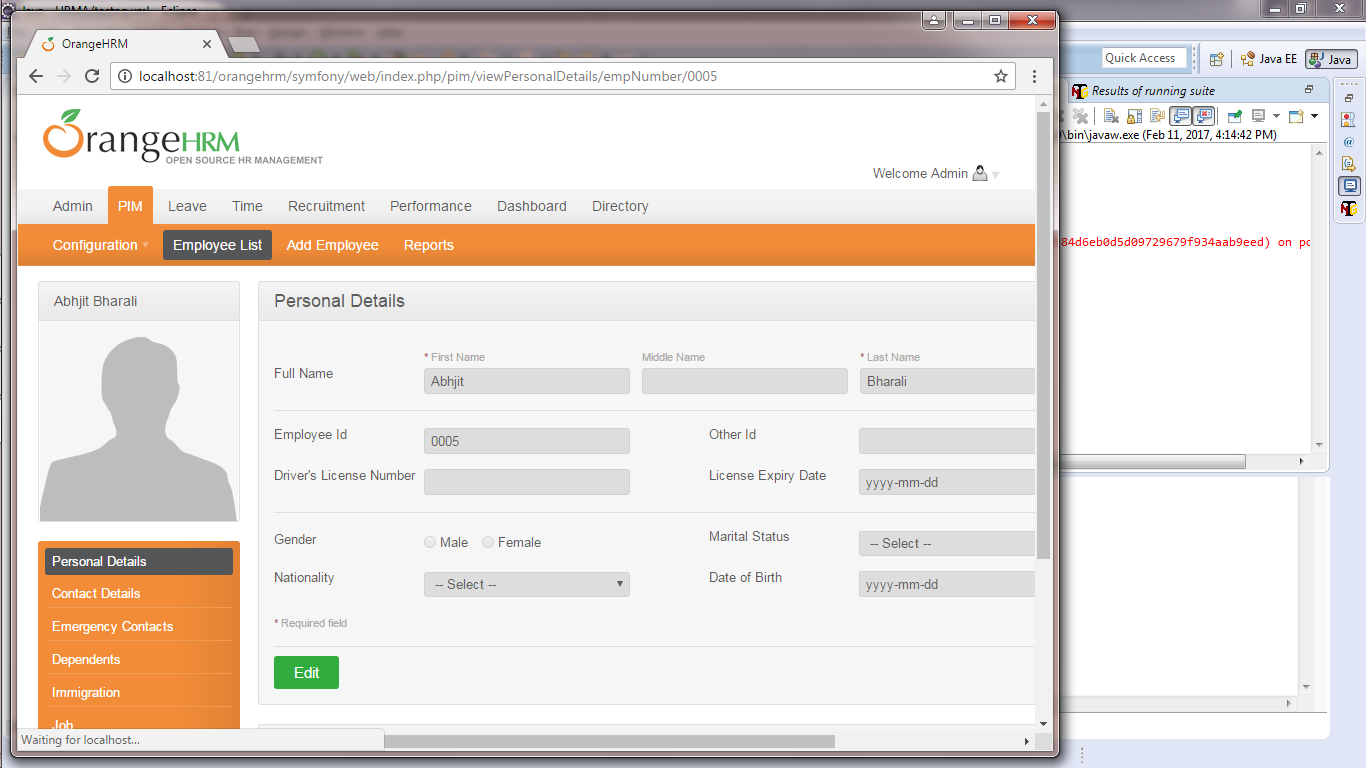 OrangeHRM
localhost:81/orangehrm/symfony/web/index.php/pim/viewPersonalDetails/empNumber/0005
OrangeHRM
OPEN SOURCE HR MANAGEMENT
Welcome Admin
Admin PIM Leave Time Recruitment Performance Dashboard Directory
Configuration Employee List Add Employee Reports
Abhjit Bharali
Personal Details
* First Name Middle Name * Last Name
Full Name Abhjit Bharali
Employee Id 0005 Other Id
Driver's License Number License Expiry Date yyyy-mm-dd
Gender Male Female Marital Status -- Select --
Nationality -- Select -- Date of Birth yyyy-mm-dd
* Required field
Edit
Personal Details
Contact Details
Emergency Contacts
Dependents
Immigration
Job
Waiting for localhost...
Quick Access Java EE Java
Results of running suite
\bin\javaw.exe (Feb 11, 2017, 4:14:42 PM)
84d6eb0d5d09729679f934aab9eed) on po